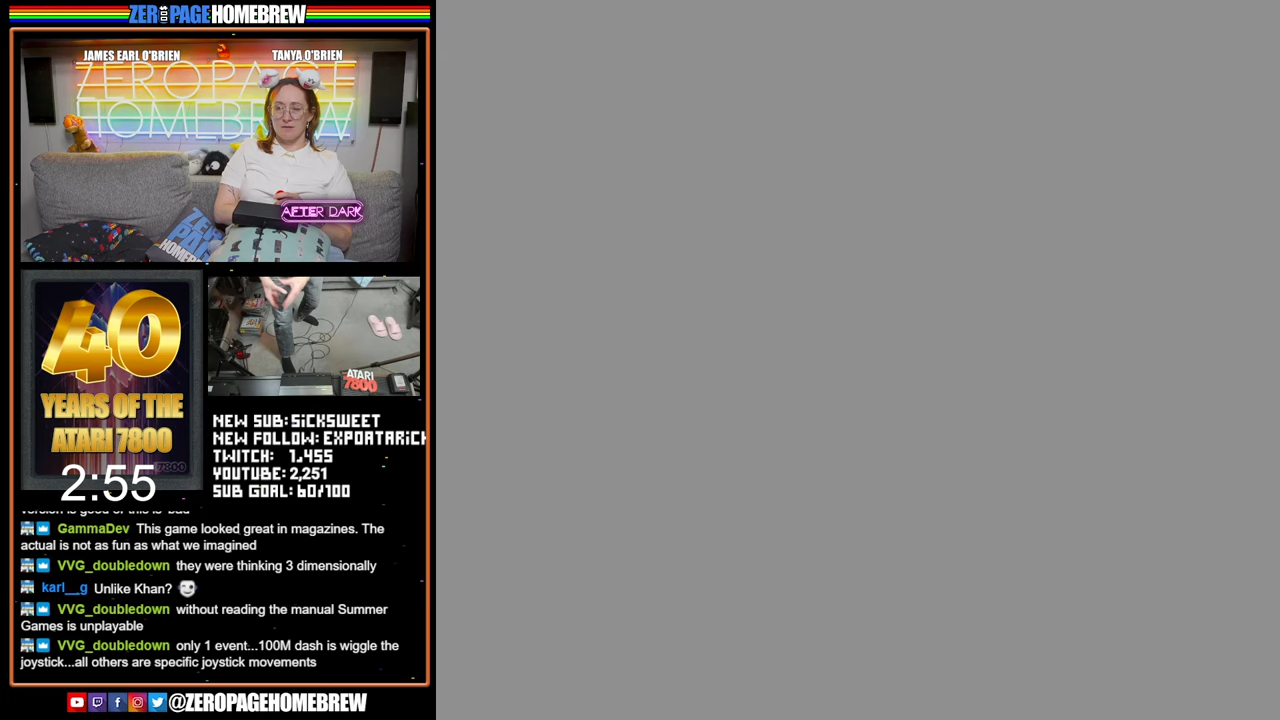 ZER PAGE HOMEBREW
JAMES EARL O'BRIEN
TANYA O'BRIEN
ZEROPAGE
HOMEBREW
AFTER DARK
40
YEARS OF THE
ATARI 7800
2:55
ATARI
7800
NEW SUB: SICKSWEET
NEW FOLLOW: EXPOATARICK
TWITCH: 1,455
YOUTUBE: 2,251
SUB GOAL: 60/100
GammaDev This game looked great in magazines. The
actual is not as fun as what we imagined
VVG_doubledown they were thinking 3 dimensionally
karl__g Unlike Khan?
VVG_doubledown without reading the manual Summer
Games is unplayable
VVG_doubledown only 1 event...100M dash is wiggle the
joystick...all others are specific joystick movements
@ZEROPAGEHOMEBREW